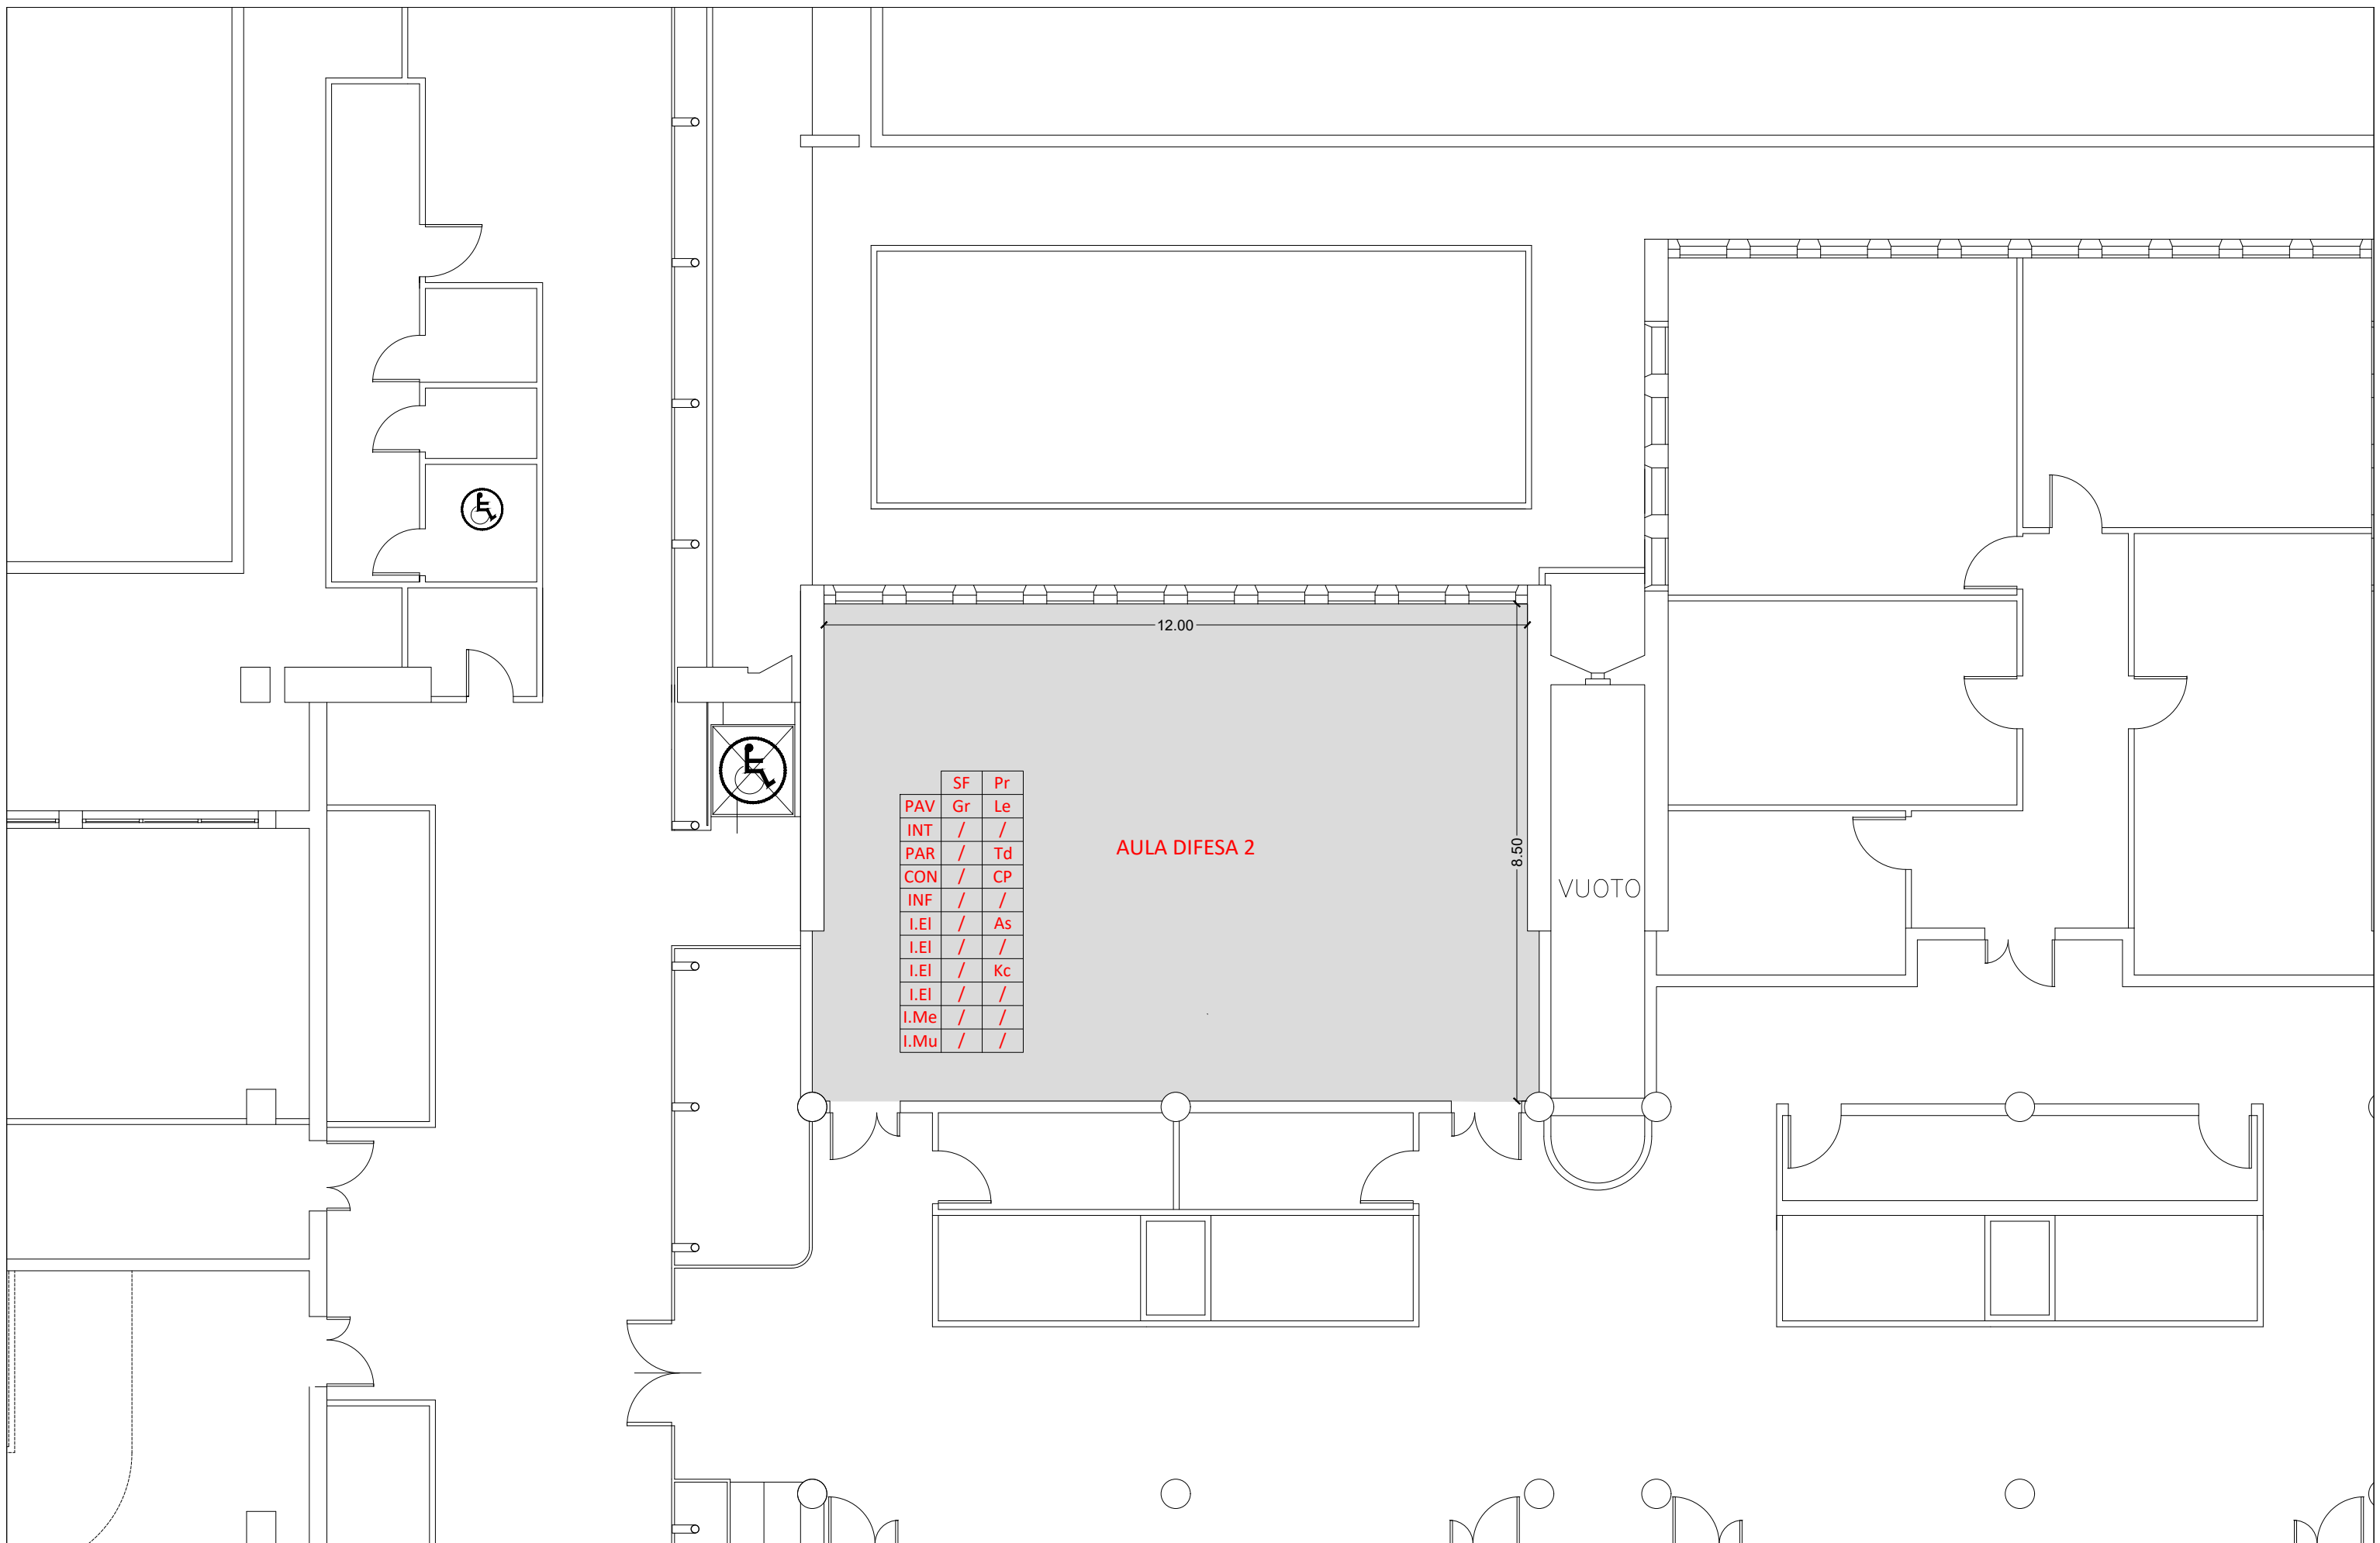 12.00
SF Pr
PAV Gr Le
INT / /
PAR / Td
CON / CP
INF / /
I.El / As
I.El / /
I.El / Kc
I.El / /
I.Me / /
I.Mu / /
AULA DIFESA 2
8.50
VUOTO